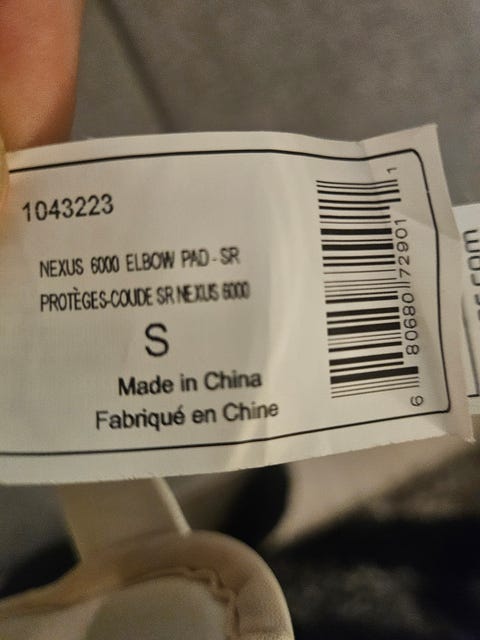 1043223
NEXUS 6000 ELBOW PAD - SR
PROTÈGES-COUDE SR NEXUS 6000
S
Made in China
Fabriqué en Chine
6 80680 72901 1